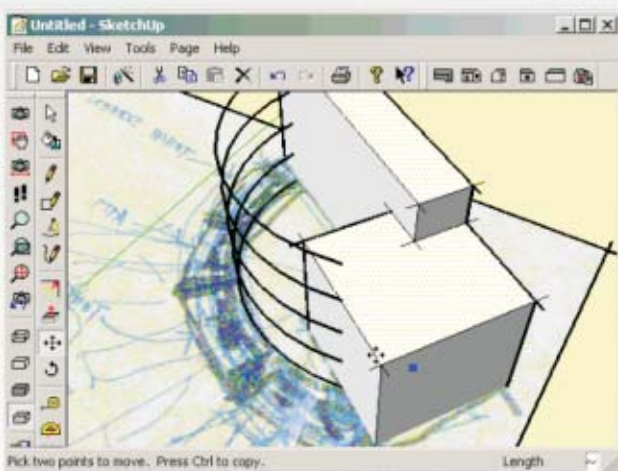 Untitled - SketchUp
File Edit View Tools Page Help
Pick two points to move. Press Ctrl to copy.
Length